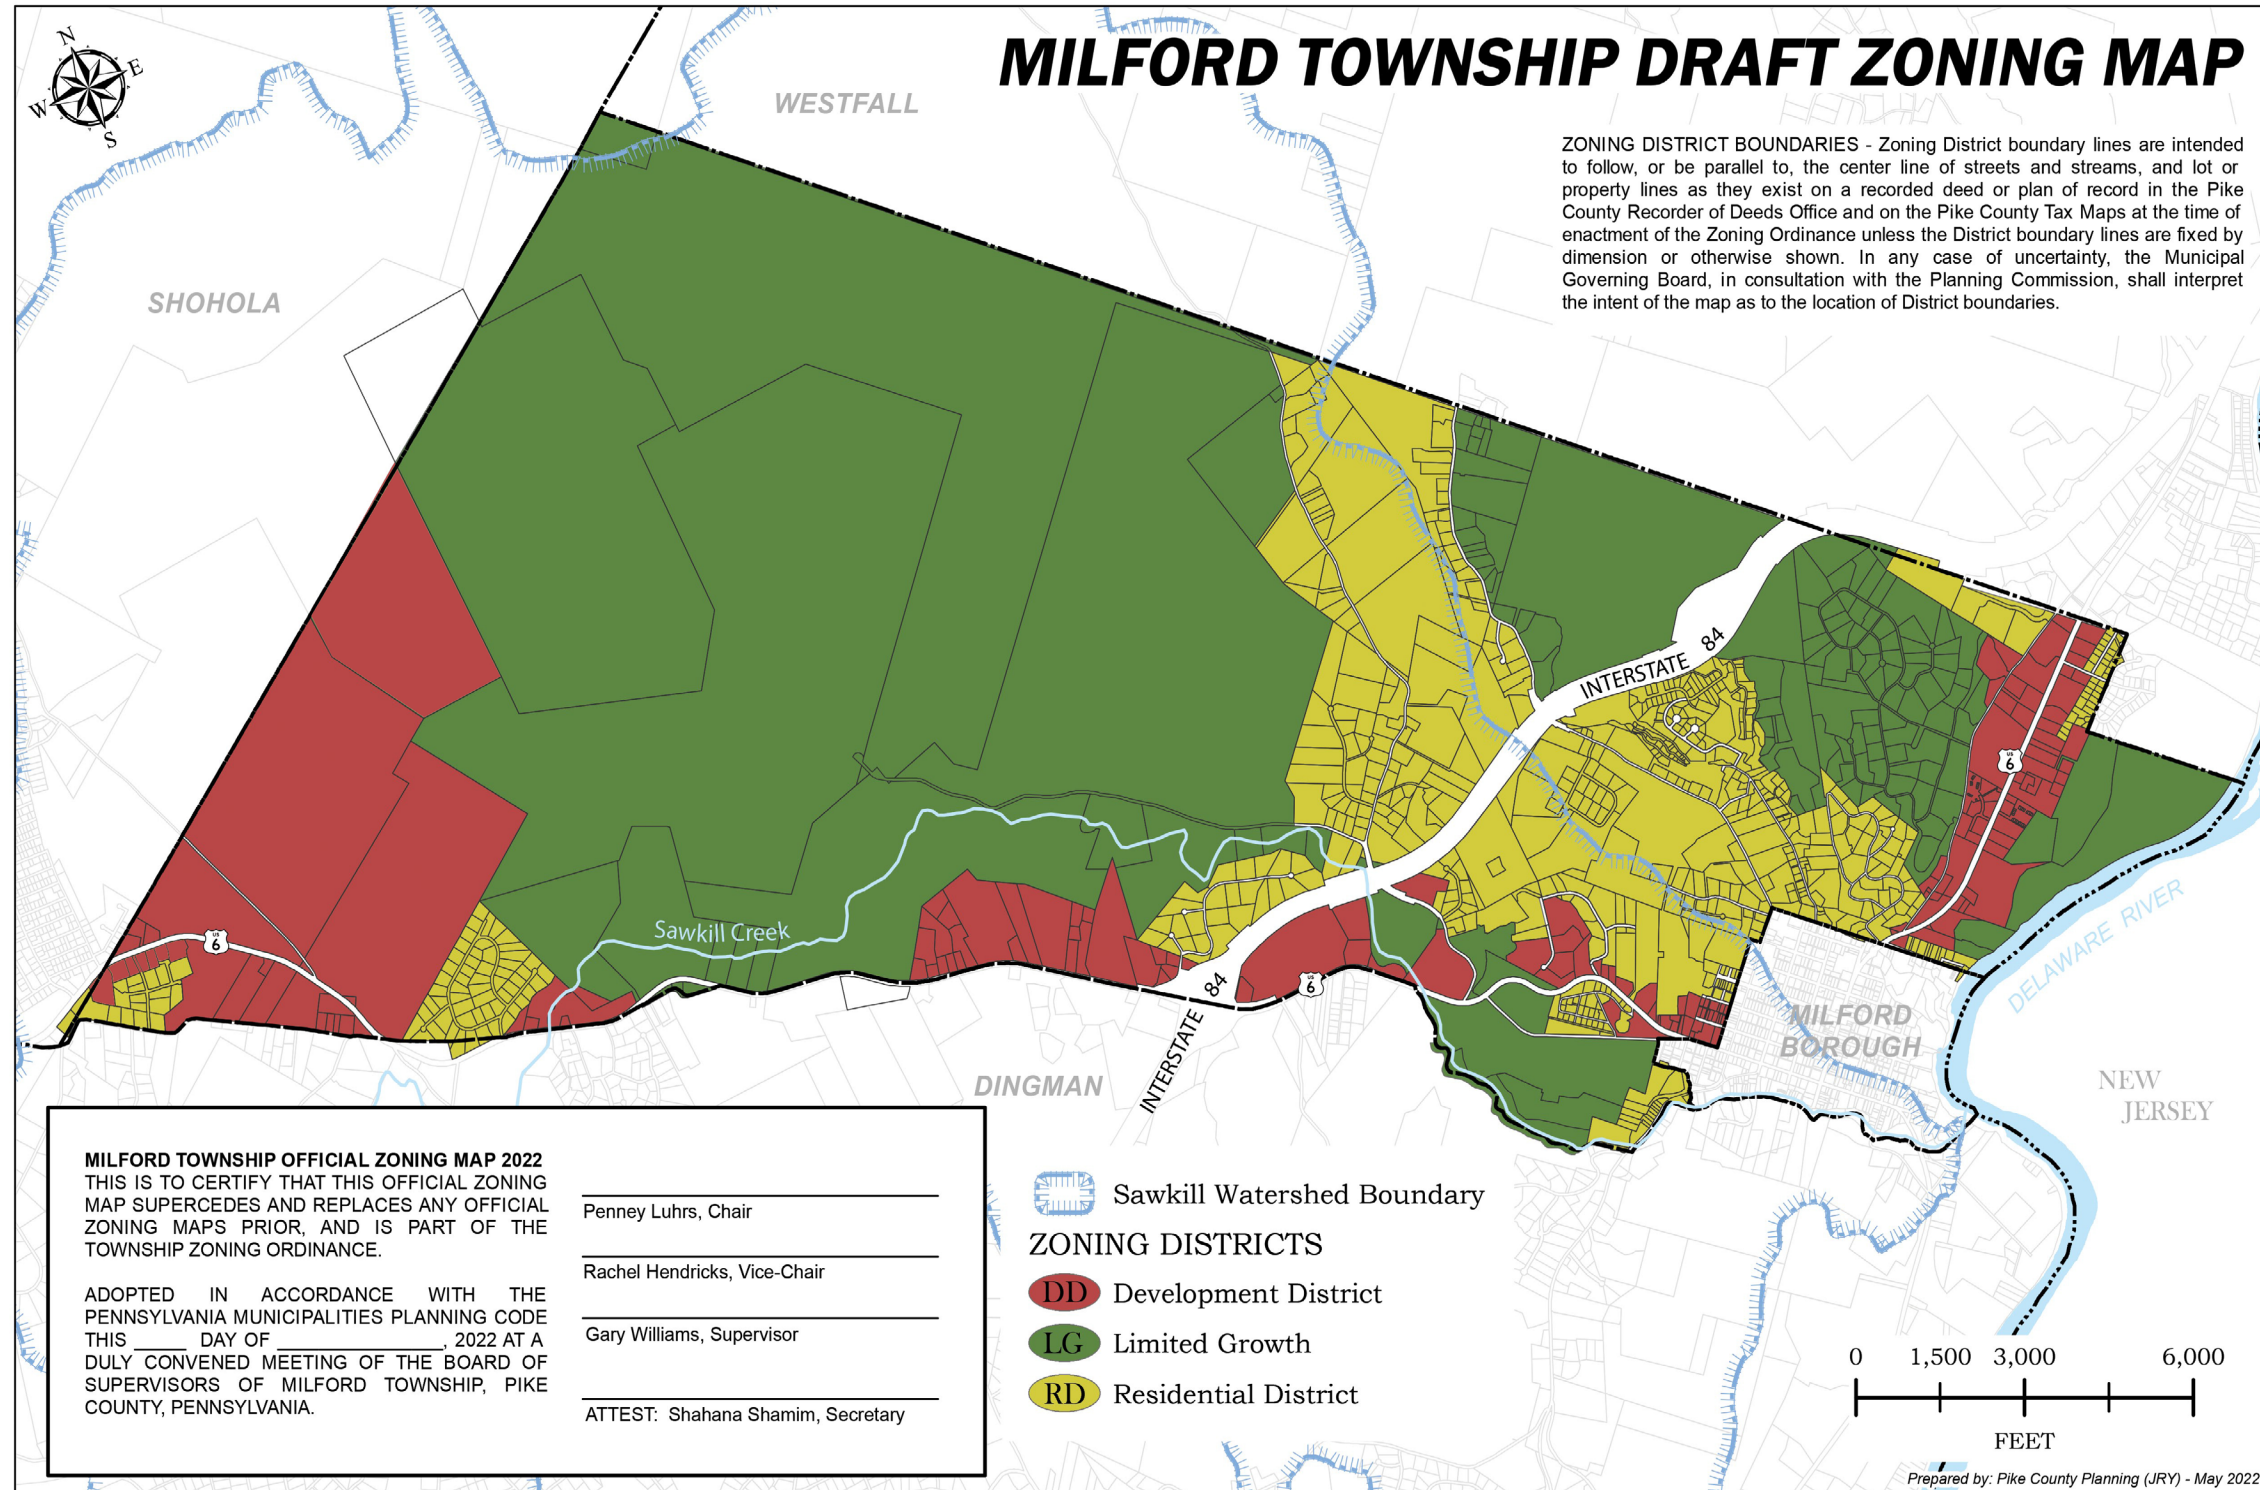 MILFORD TOWNSHIP DRAFT ZONING MAP
N
E
W
S
WESTFALL
ZONING DISTRICT BOUNDARIES - Zoning District boundary lines are intended
to follow, or be parallel to, the center line of streets and streams, and lot or
property lines as they exist on a recorded deed or plan of record in the Pike
County Recorder of Deeds Office and on the Pike County Tax Maps at the time of
enactment of the Zoning Ordinance unless the District boundary lines are fixed by
dimension or otherwise shown. In any case of uncertainty, the Municipal
Governing Board, in consultation with the Planning Commission, shall interpret
the intent of the map as to the location of District boundaries.
SHOHOLA
INTERSTATE 84
US
6
Sawkill Creek
US
6
US
6
INTERSTATE 84
DELAWARE RIVER
MILFORD
BOROUGH
DINGMAN
NEW
JERSEY
MILFORD TOWNSHIP OFFICIAL ZONING MAP 2022
THIS IS TO CERTIFY THAT THIS OFFICIAL ZONING
MAP SUPERCEDES AND REPLACES ANY OFFICIAL
ZONING MAPS PRIOR, AND IS PART OF THE
TOWNSHIP ZONING ORDINANCE.
ADOPTED IN ACCORDANCE WITH THE
PENNSYLVANIA MUNICIPALITIES PLANNING CODE
THIS _____ DAY OF ________________, 2022 AT A
DULY CONVENED MEETING OF THE BOARD OF
SUPERVISORS OF MILFORD TOWNSHIP, PIKE
COUNTY, PENNSYLVANIA.
Penney Luhrs, Chair
Rachel Hendricks, Vice-Chair
Gary Williams, Supervisor
ATTEST: Shahana Shamim, Secretary
Sawkill Watershed Boundary
ZONING DISTRICTS
DD Development District
LG Limited Growth
RD Residential District
0 1,500 3,000 6,000
FEET
Prepared by: Pike County Planning (JRY) - May 2022